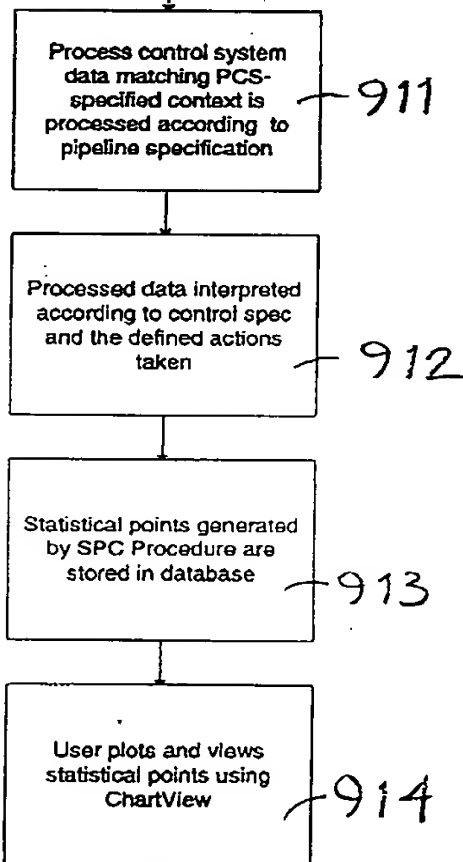 Process control system
data matching PCS-
specified context is
processed according to
pipeline specification
911
Processed data interpreted
according to control spec
and the defined actions
taken
912
Statistical points generated
by SPC Procedure are
stored in database
913
User plots and views
statistical points using
ChartView
914